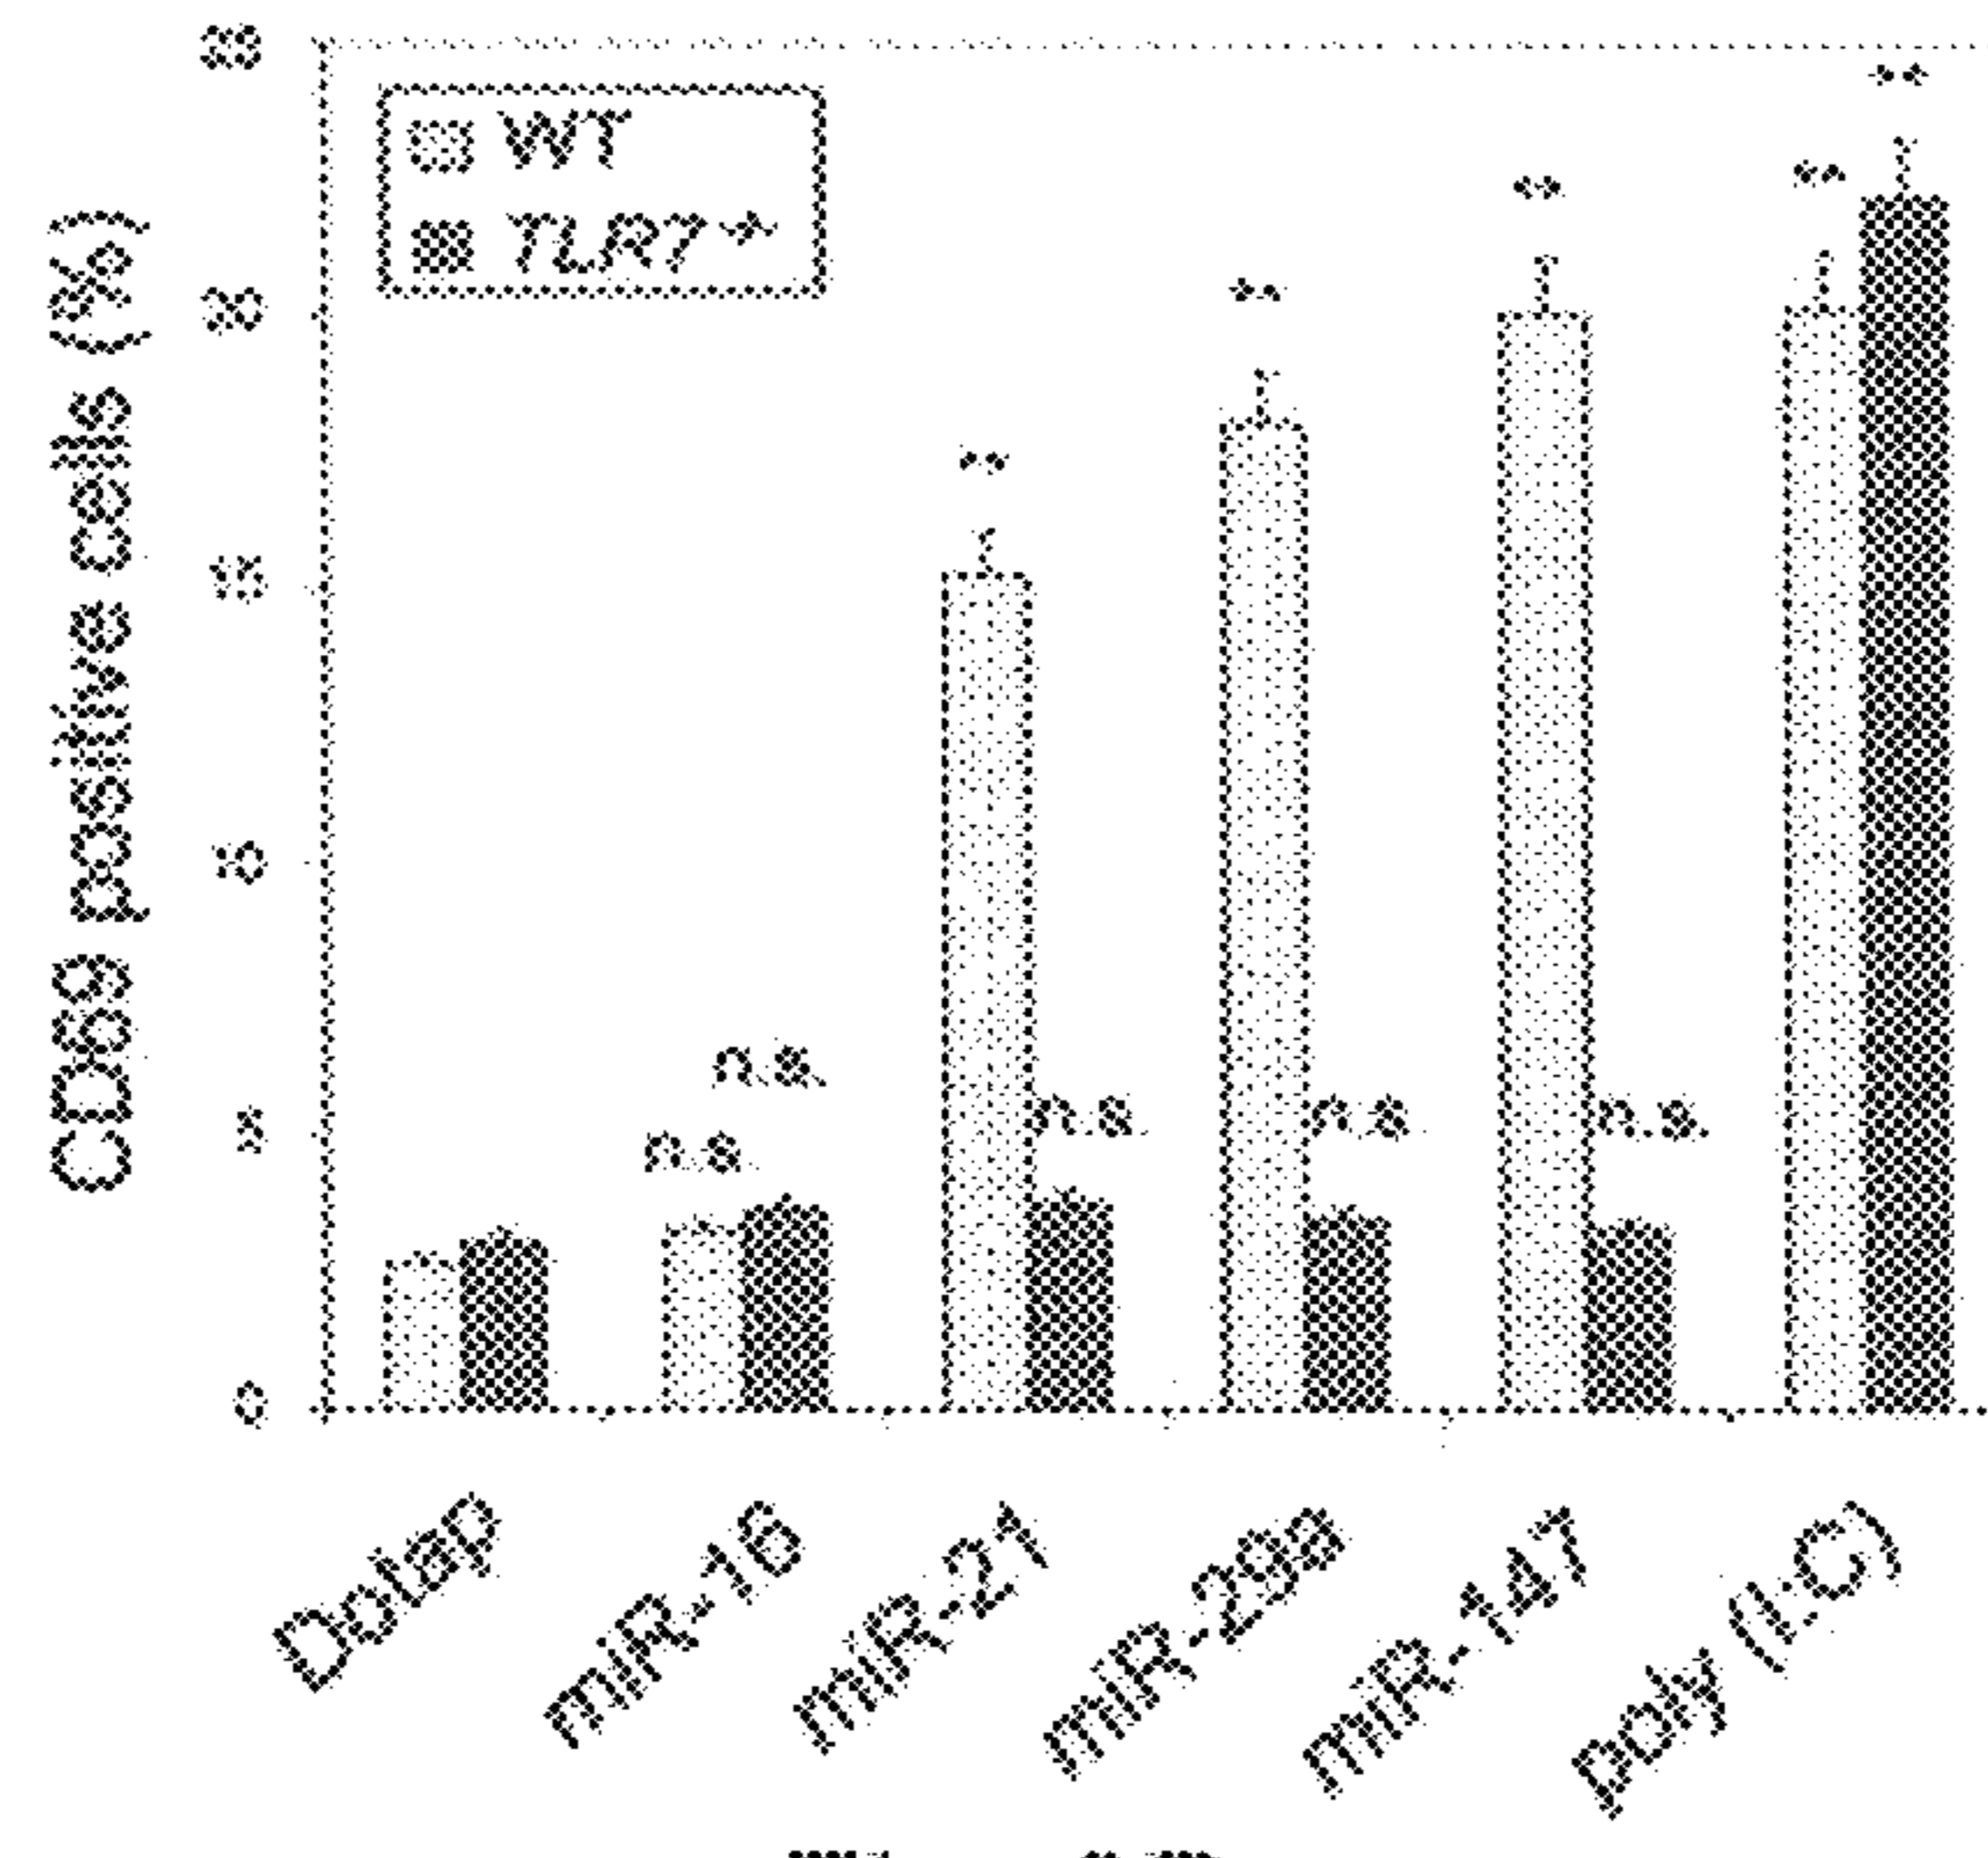 CD69 positive cells (%)
25
20
15
10
5
0
WT
TLR7
n.s.
n.s.
n.s.
n.s.
n.s.
Dotap
miR-16
miR-21
miR-29a
miR-147
poly (I:C)